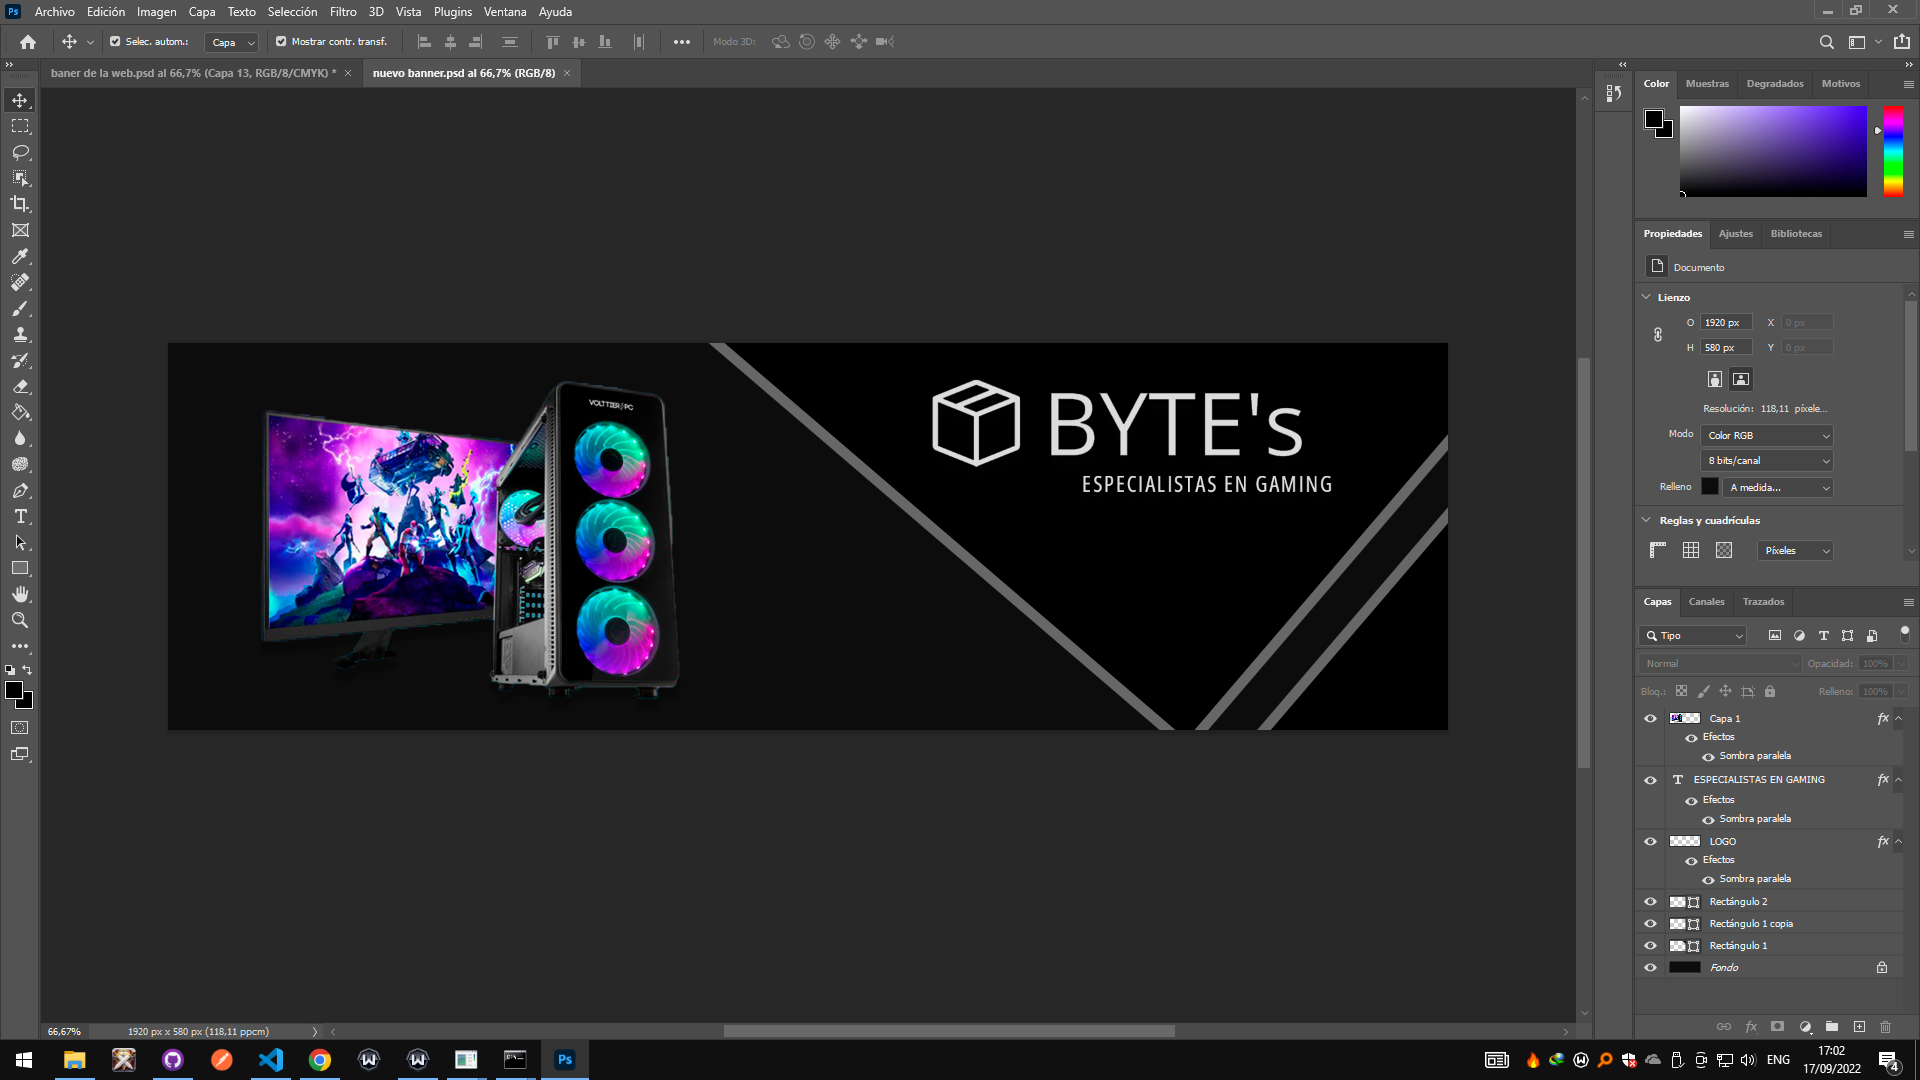 Ps Archivo Edición Imagen Capa Texto Selección Filtro 3D Vista Plugins Ventana Ayuda
Selec. autom.: Capa Mostrar contr. transf. Modo 3D:
baner de la web.psd al 66,7% (Capa 13, RGB/8/CMYK) * × nuevo banner.psd al 66,7% (RGB/8) ×
Color Muestras Degradados Motivos
Propiedades Ajustes Bibliotecas
Documento
Lienzo
O 1920 px X 0 px
H 580 px Y 0 px
Resolución: 118,11 píxele...
Modo Color RGB
8 bits/canal
Relleno A medida...
Reglas y cuadrículas
Píxeles
VOLTTIER PC
BYTE's
ESPECIALISTAS EN GAMING
Capas Canales Trazados
Tipo
Normal Opacidad: 100%
Bloq.: Relleno: 100%
Capa 1 fx
Efectos
Sombra paralela
T ESPECIALISTAS EN GAMING fx
Efectos
Sombra paralela
LOGO fx
Efectos
Sombra paralela
Rectángulo 2
Rectángulo 1 copia
Rectángulo 1
Fondo
66,67% 1920 px x 580 px (118,11 ppcm)
Ps ENG 17:02
17/09/2022 4